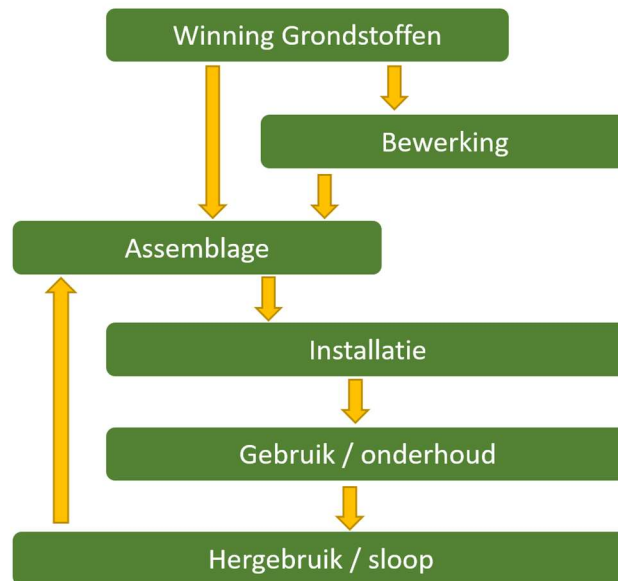 Winning Grondstoffen
Bewerking
Assemblage
Installatie
Gebruik / onderhoud
Hergebruik / sloop